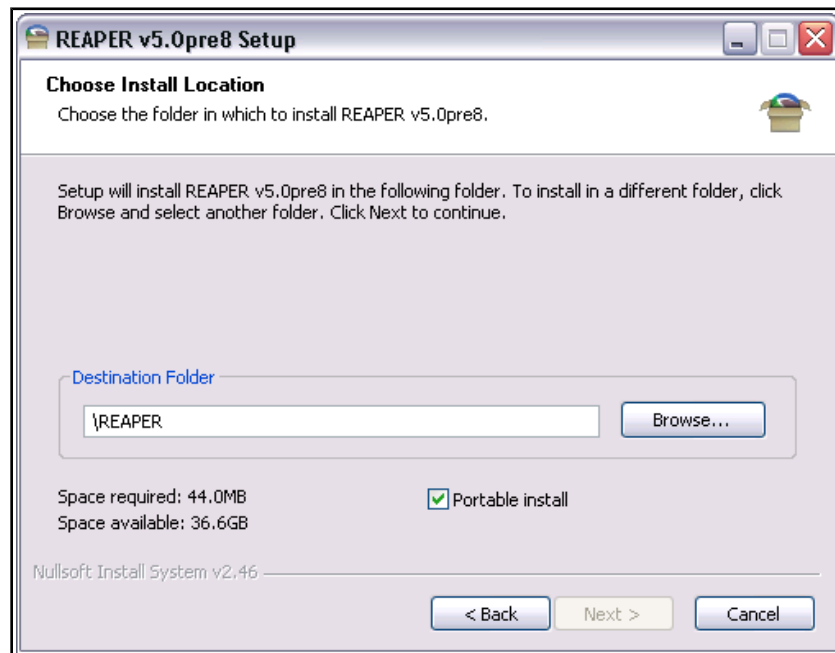 REAPER v5.0pre8 Setup
Choose Install Location
Choose the folder in which to install REAPER v5.0pre8.
Setup will install REAPER v5.0pre8 in the following folder. To install in a different folder, click
Browse and select another folder. Click Next to continue.
Destination Folder
\REAPER
Browse...
Space required: 44.0MB
Portable install
Space available: 36.6GB
Nullsoft Install System v2.46
< Back
Next >
Cancel